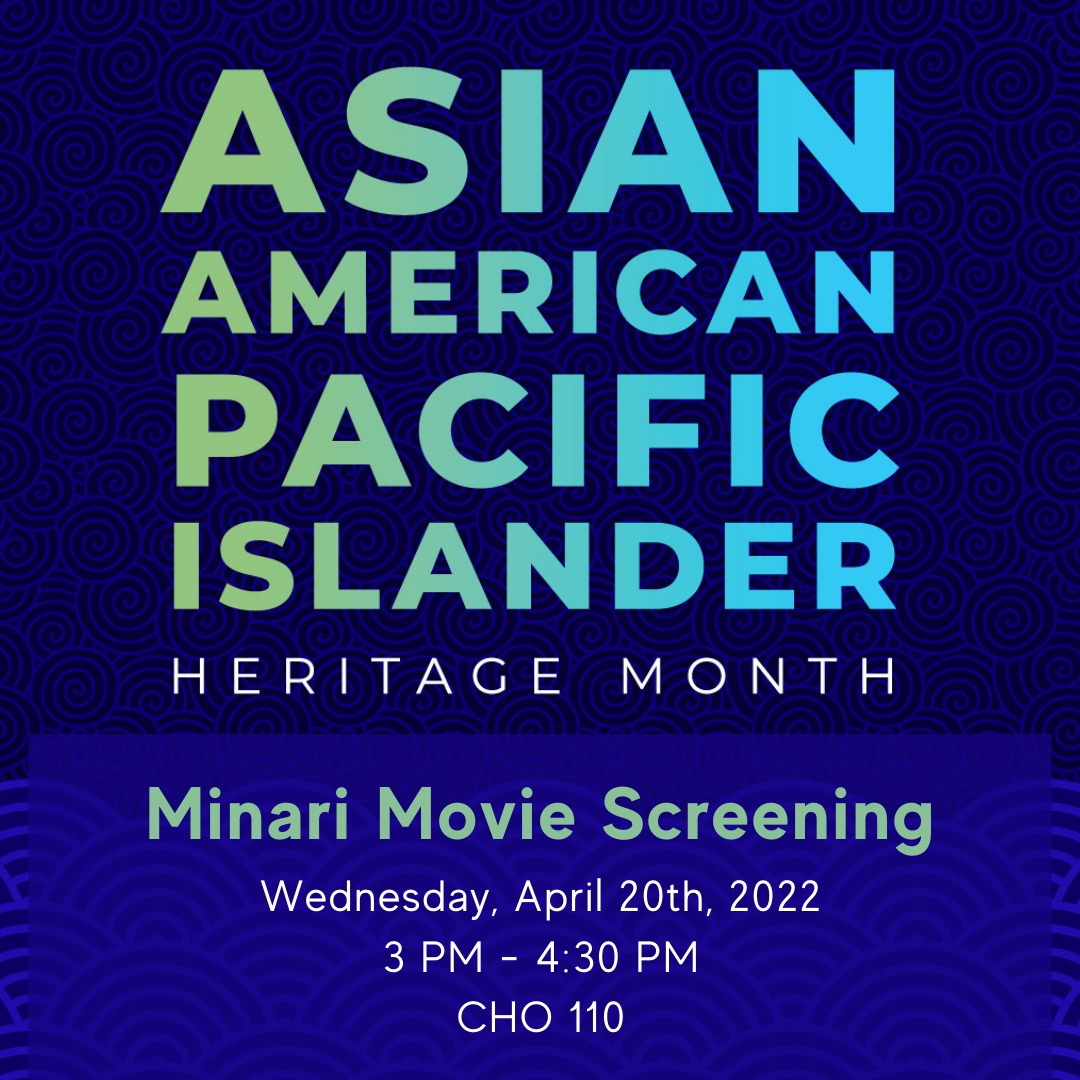 ASIAN
AMERICAN
PACIFIC
ISLANDER
HERITAGE MONTH
Minari Movie Screening
Wednesday, April 20th, 2022
3 PM - 4:30 PM
CHO 110